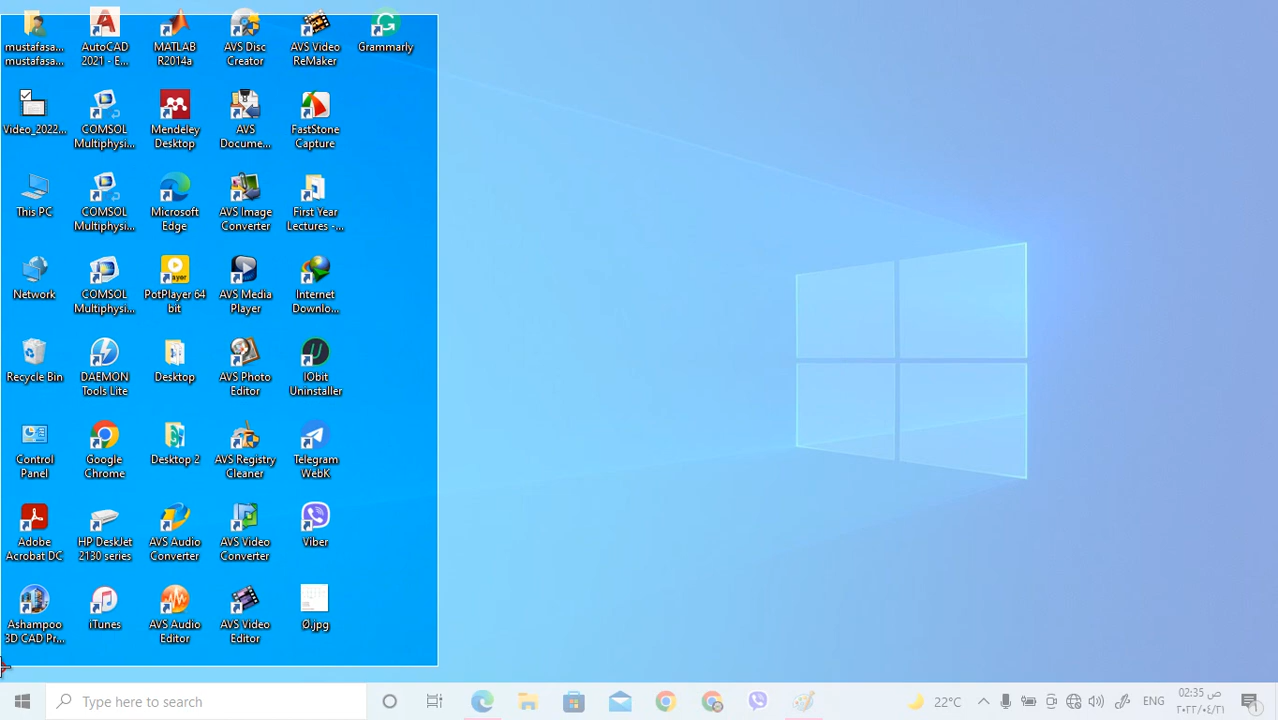 mustafasa...
mustafasa...
AutoCAD
2021 - E...
MATLAB
R2014a
AVS Disc
Creator
AVS Video
ReMaker
Grammarly
Video_2022...
COMSOL
Multiphysi...
Mendeley
Desktop
AVS
Docume...
FastStone
Capture
This PC
COMSOL
Multiphysi...
Microsoft
Edge
AVS Image
Converter
First Year
Lectures -...
Network
COMSOL
Multiphysi...
PotPlayer 64
bit
AVS Media
Player
Internet
Downlo...
Recycle Bin
DAEMON
Tools Lite
Desktop
AVS Photo
Editor
IObit
Uninstaller
Control
Panel
Google
Chrome
Desktop 2
AVS Registry
Cleaner
Telegram
WebK
Adobe
Acrobat DC
HP DeskJet
2130 series
AVS Audio
Converter
AVS Video
Converter
Viber
Ashampoo
3D CAD Pr...
iTunes
AVS Audio
Editor
AVS Video
Editor
Ø.jpg
Type here to search
22°C
ENG
02:35 ص
٢٠٢٢/٠٤/٢١
1